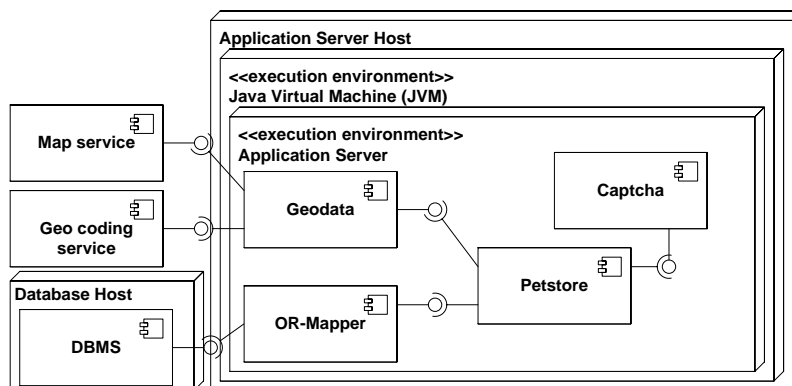 Application Server Host
<<execution environment>>
Java Virtual Machine (JVM)
<<execution environment>>
Application Server
Map service
Geo coding
service
Geodata
Captcha
Petstore
Database Host
DBMS
OR-Mapper